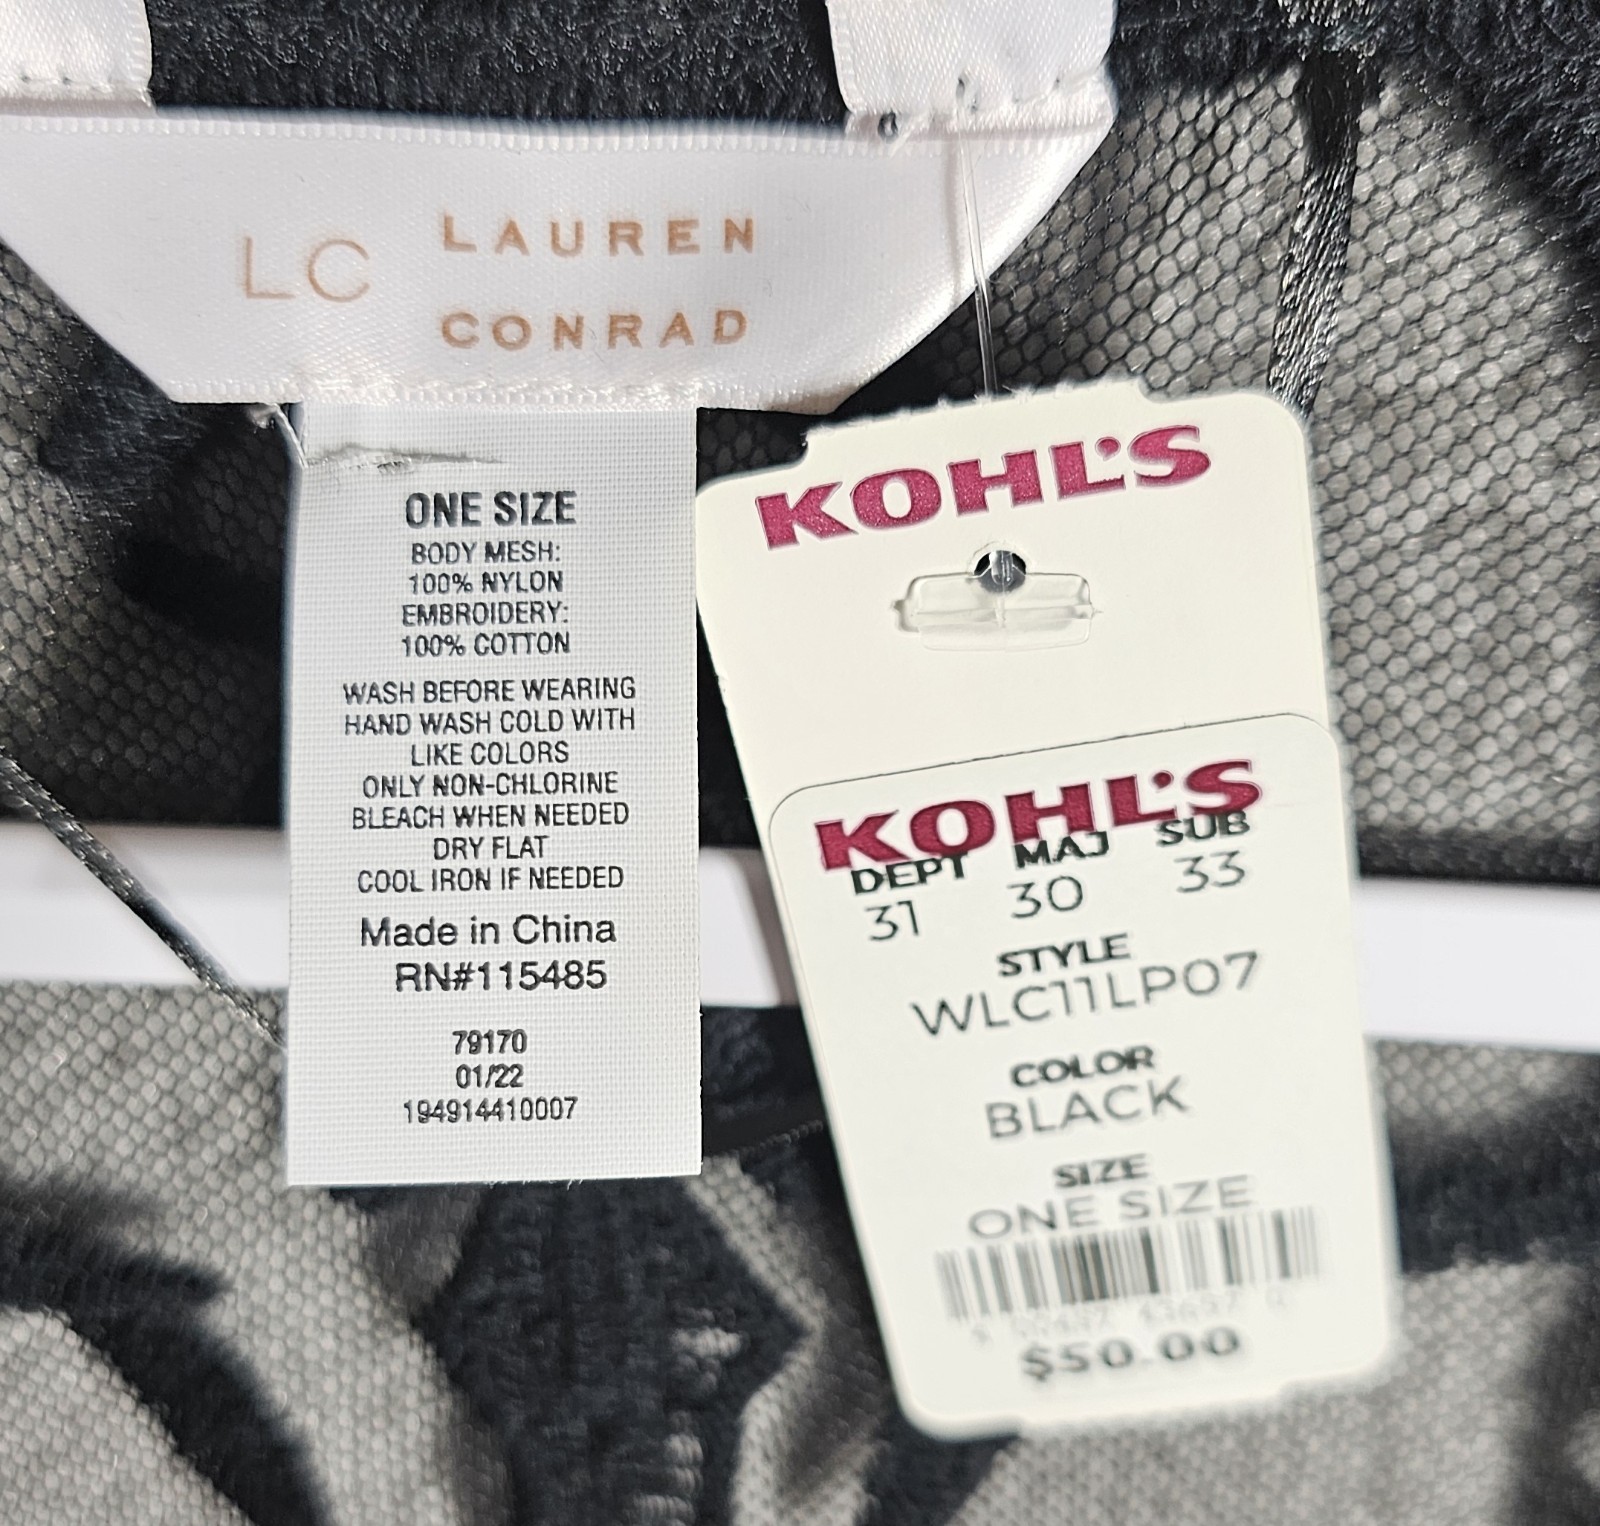 LC LAUREN
CONRAD
ONE SIZE
BODY MESH:
100% NYLON
EMBROIDERY:
100% COTTON
WASH BEFORE WEARING
HAND WASH COLD WITH
LIKE COLORS
ONLY NON-CHLORINE
BLEACH WHEN NEEDED
DRY FLAT
COOL IRON IF NEEDED
Made in China
RN#115485
79170
01/22
194914410007
KOHL'S
KOHL'S
DEPT MAJ SUB
31 30 33
STYLE
WLC11LP07
COLOR
BLACK
SIZE
ONE SIZE
$50.00